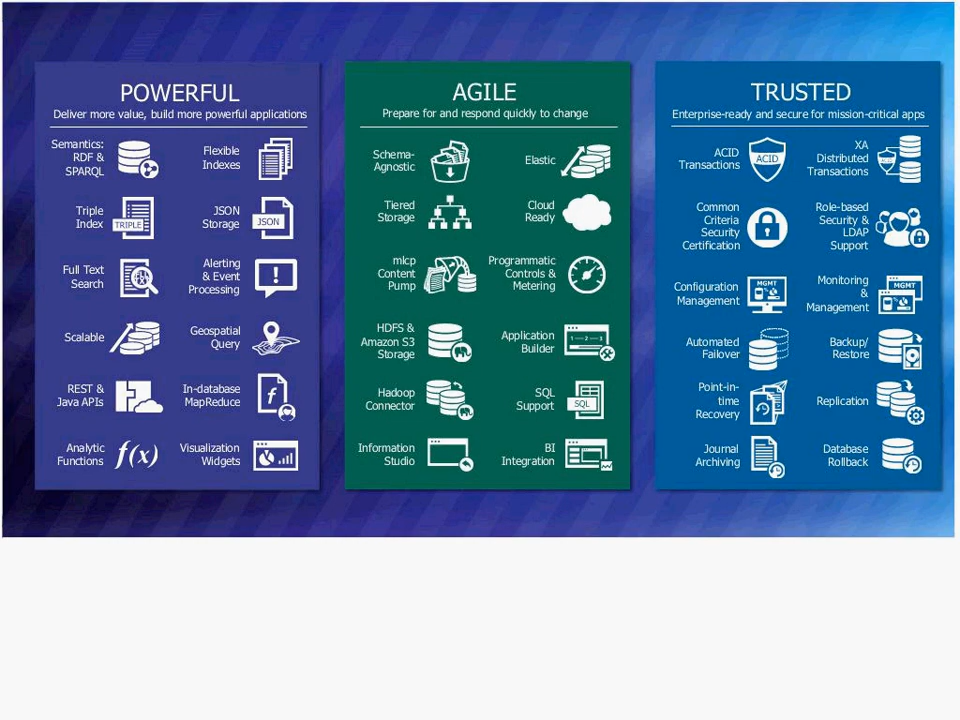 POWERFUL
Deliver more value, build more powerful applications
Semantics:
RDF &
SPARQL
Flexible
Indexes
Triple
Index
TRIPLE
JSON
Storage
JSON
Full Text
Search
Alerting
& Event
Processing
!
Scalable
Geospatial
Query
REST &
Java APIs
In-database
MapReduce
f
Analytic
Functions
f(x)
Visualization
Widgets
AGILE
Prepare for and respond quickly to change
Schema-
Agnostic
Elastic
Tiered
Storage
Cloud
Ready
mlcp
Content
Pump
Programmatic
Controls &
Metering
HDFS &
Amazon S3
Storage
Application
Builder
1 2 3
Hadoop
Connector
SQL
Support
SQL
Information
Studio
BI
Integration
TRUSTED
Enterprise-ready and secure for mission-critical apps
ACID
Transactions
ACID
XA
Distributed
Transactions
ACID
Common
Criteria
Security
Certification
Role-based
Security &
LDAP
Support
Configuration
Management
MGMT
Monitoring
&
Management
MGMT
Automated
Failover
Backup/
Restore
Point-in-
time
Recovery
Replication
Journal
Archiving
Database
Rollback